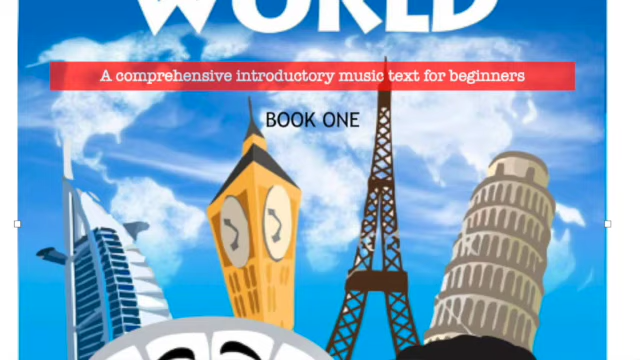 WORLD
A comprehensive introductory music text for beginners
BOOK ONE